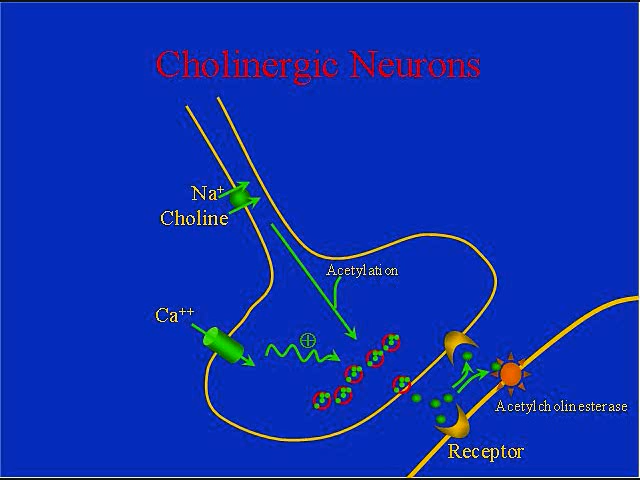 Cholinergic Neurons
Na+
Choline
Acetylation
Ca++
+
Acetylcholinesterase
Receptor